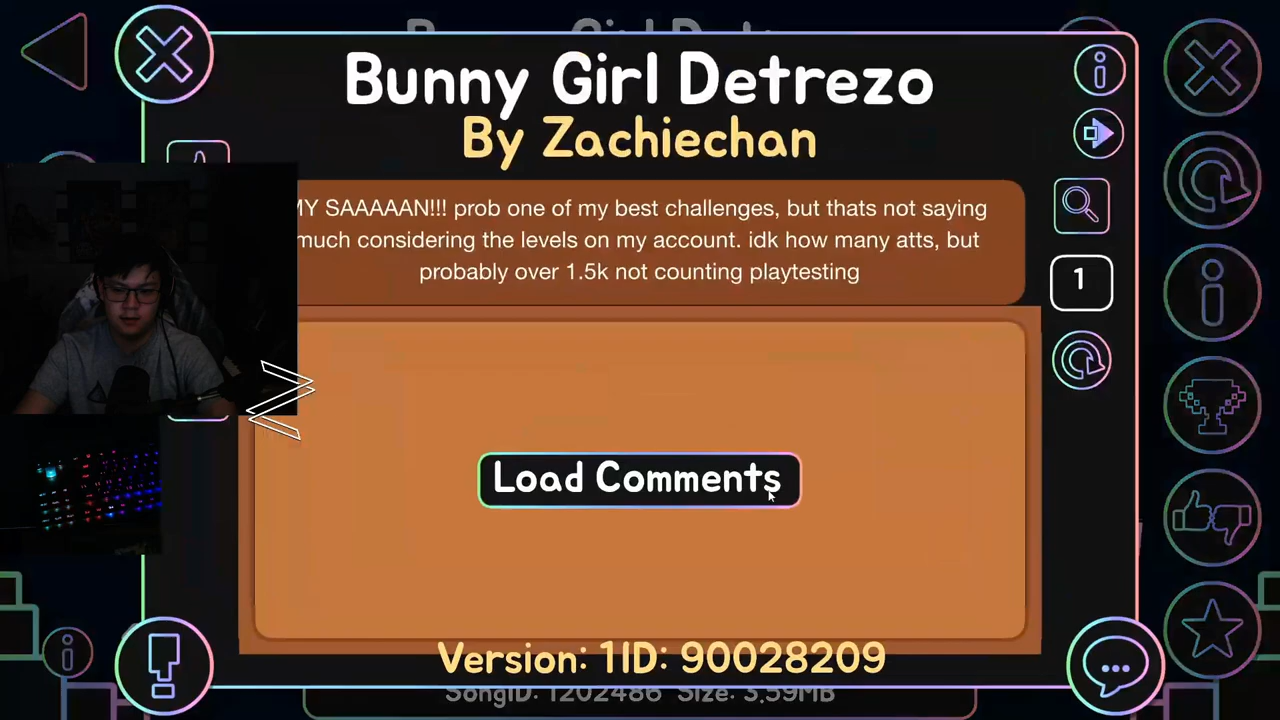 Bunny Girl Detrezo
By Zachiechan
MY SAAAAAN!!! prob one of my best challenges, but thats not saying
much considering the levels on my account. idk how many atts, but
probably over 1.5k not counting playtesting
1
Load Comments
Version: 1 ID: 90028209
SongID: 1202486 Size: 3.59MB